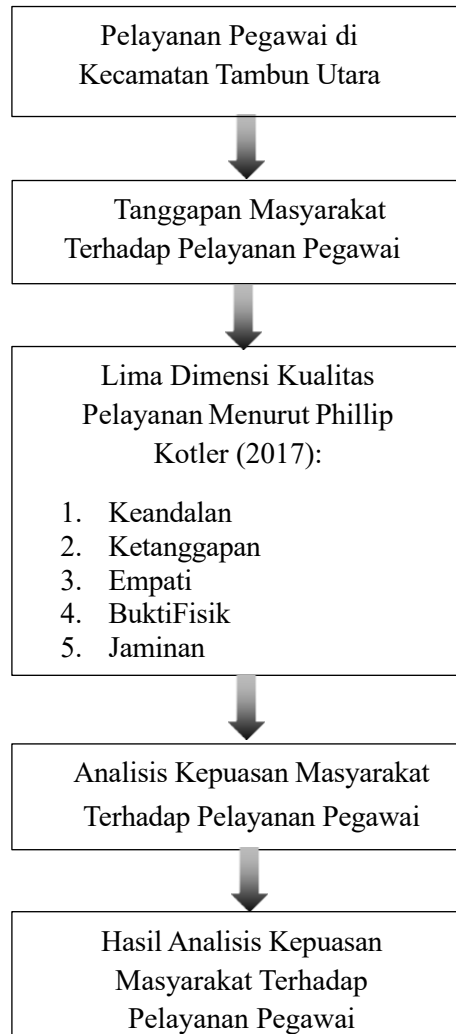 Pelayanan Pegawai di
Kecamatan Tambun Utara
Tanggapan Masyarakat
Terhadap Pelayanan Pegawai
Lima Dimensi Kualitas
Pelayanan Menurut Phillip
Kotler (2017):
1. Keandalan
2. Ketanggapan
3. Empati
4. BuktiFisik
5. Jaminan
Analisis Kepuasan Masyarakat
Terhadap Pelayanan Pegawai
Hasil Analisis Kepuasan
Masyarakat Terhadap
Pelayanan Pegawai